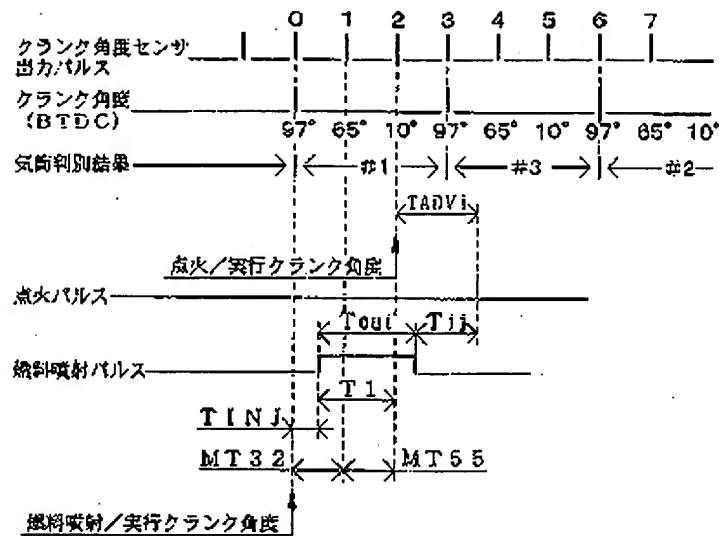 0 1 2 3 4 5 6 7
クランク角度センサ
出力パルス
クランク角度
(BTDC)
97° 65° 10° 97° 65° 10° 97° 65° 10°
気筒判別結果
#1 #3 #2
TADVi
点火/実行クランク角度
点火パルス
Tout Tij
燃料噴射パルス
T1
TINJ
MT32 MT55
燃料噴射/実行クランク角度